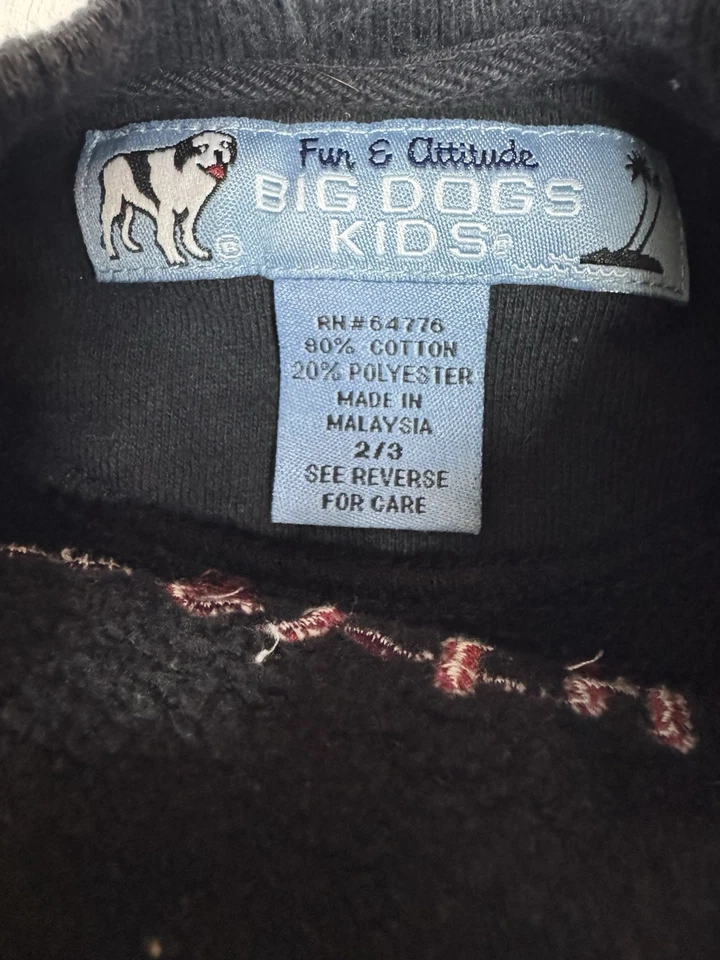 Fun & Attitude
BIG DOGS
KIDS®
®
RN#64776
80% COTTON
20% POLYESTER
MADE IN
MALAYSIA
2/3
SEE REVERSE
FOR CARE